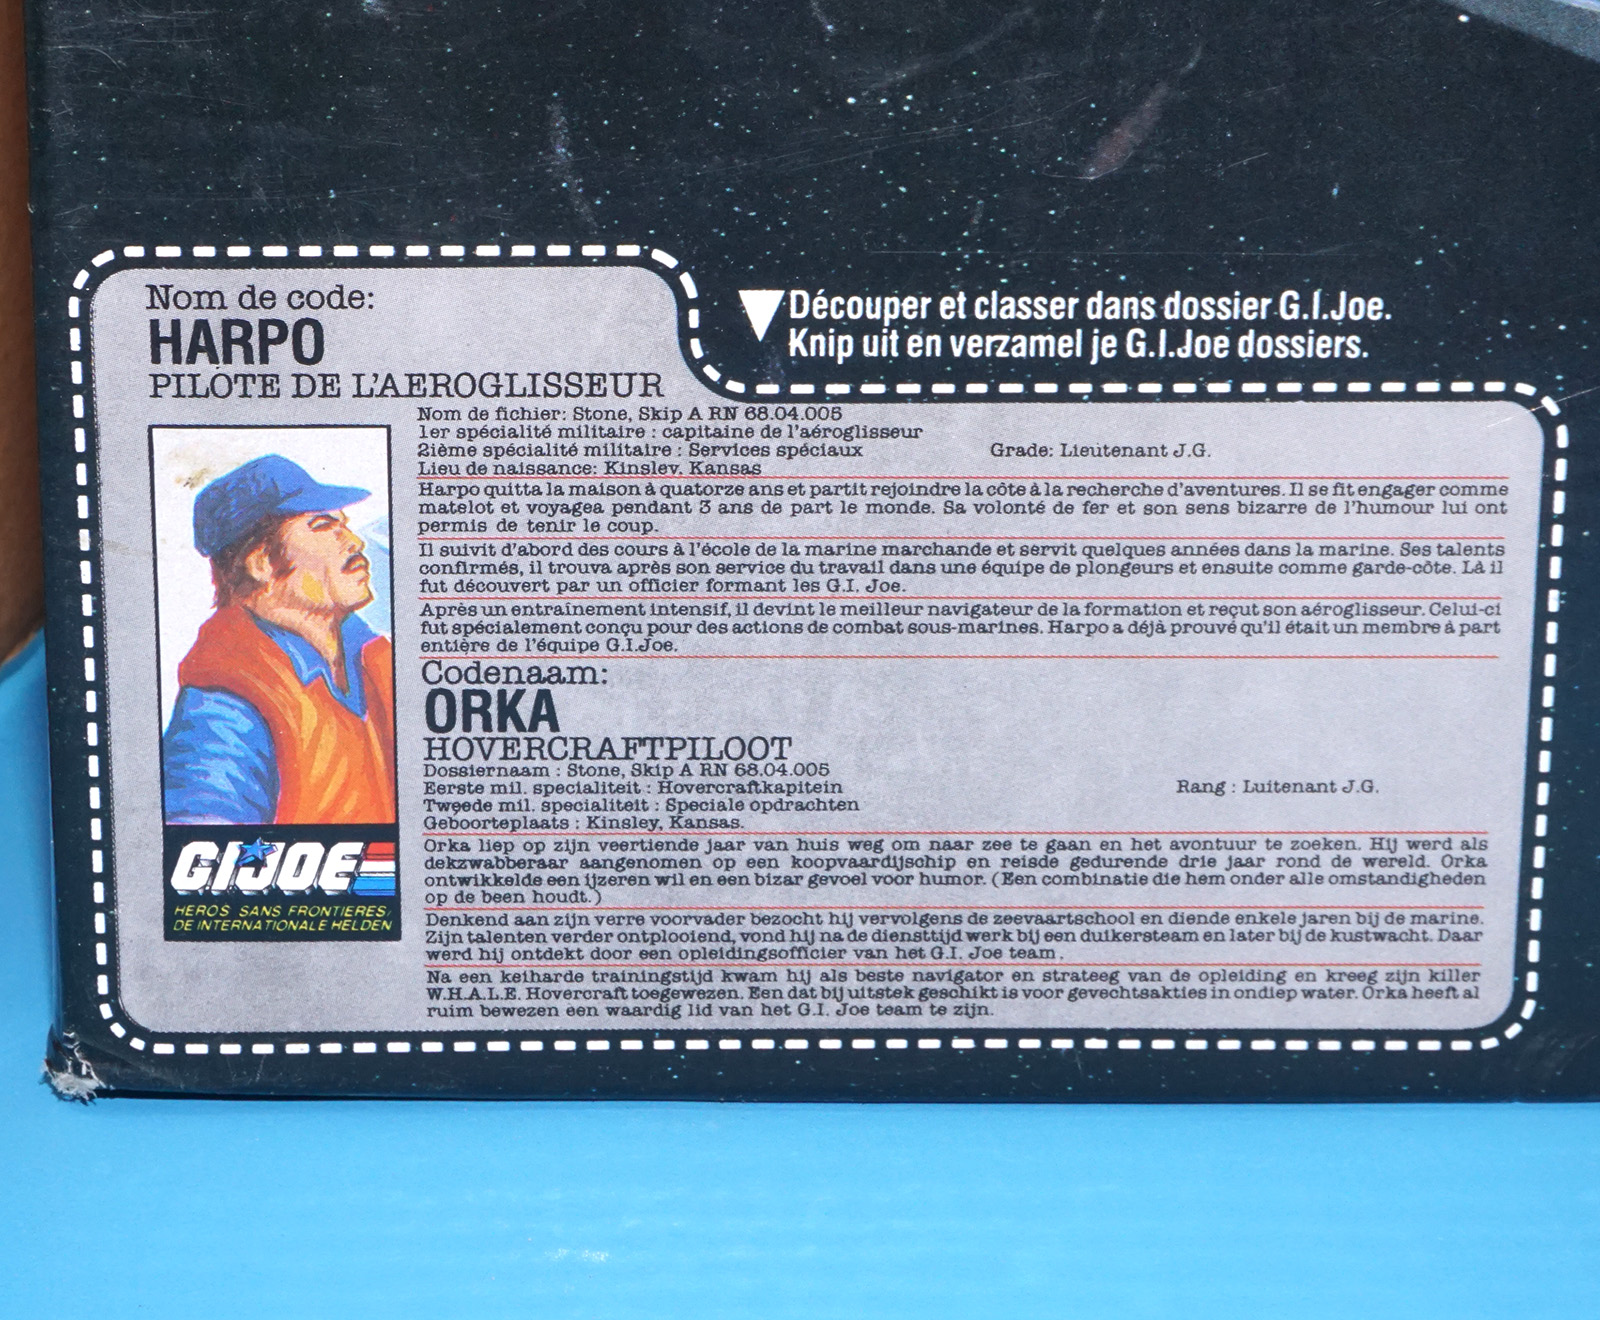 Nom de code:
HARPO
PILOTE DE L'AEROGLISSEUR
Découper et classer dans dossier G.I.Joe.
Knip uit en verzamel je G.I.Joe dossiers.
Nom de fichier: Stone, Skip A RN 68.04.005
1er spécialité militaire : capitaine de l'aéroglisseur
2ième spécialité militaire : Services spéciaux Grade: Lieutenant J.G.
Lieu de naissance: Kinsley, Kansas
Harpo quitta la maison à quatorze ans et partit rejoindre la côte à la recherche d'aventures. Il se fit engager comme
matelot et voyagea pendant 3 ans de part le monde. Sa volonté de fer et son sens bizarre de l'humour lui ont
permis de tenir le coup.
Il suivit d'abord des cours à l'école de la marine marchande et servit quelques années dans la marine. Ses talents
confirmés, il trouva après son service du travail dans une équipe de plongeurs et ensuite comme garde-côte. Là il
fut découvert par un officier formant les G.I. Joe.
Après un entraînement intensif, il devint le meilleur navigateur de la formation et reçut son aéroglisseur. Celui-ci
fut spécialement conçu pour des actions de combat sous-marines. Harpo a déjà prouvé qu'il était un membre à part
entière de l'équipe G.I.Joe.
Codenaam:
ORKA
HOVERCRAFTPILOOT
Dossiernaam : Stone, Skip A RN 68.04.005
Eerste mil. specialiteit : Hovercraftkapitein Rang : Luitenant J.G.
Tweede mil. specialiteit : Speciale opdrachten
Geboorteplaats : Kinsley, Kansas.
Orka liep op zijn veertiende jaar van huis weg om naar zee te gaan en het avontuur te zoeken. Hij werd als
dekzwabberaar aangenomen op een koopvaardijschip en reisde gedurende drie jaar rond de wereld. Orka
ontwikkelde een ijzeren wil en een bizar gevoel voor humor. (Een combinatie die hem onder alle omstandigheden
op de been houdt.)
Denkend aan zijn verre voorvader bezocht hij vervolgens de zeevaartschool en diende enkele jaren bij de marine.
Zijn talenten verder ontplooiend, vond hij na de diensttijd werk bij een duikersteam en later bij de kustwacht. Daar
werd hij ontdekt door een opleidingsofficier van het G.I. Joe team.
Na een keiharde trainingstijd kwam hij als beste navigator en strateeg van de opleiding en kreeg zijn killer
W.H.A.L.E. Hovercraft toegewezen. Een dat bij uitstek geschikt is voor gevechtsakties in ondiep water. Orka heeft al
ruim bewezen een waardig lid van het G.I. Joe team te zijn.
G.I. JOE
HEROS SANS FRONTIERES/
DE INTERNATIONALE HELDEN